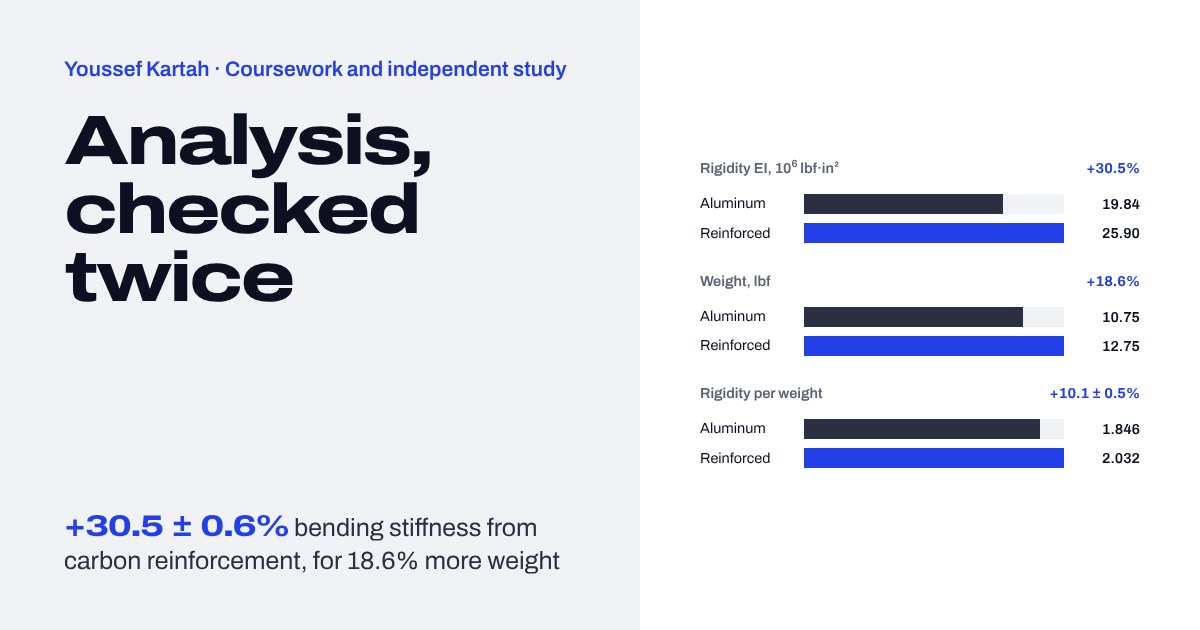 Youssef Kartah · Coursework and independent study
Analysis,
checked
twice
+30.5 ± 0.6% bending stiffness from
carbon reinforcement, for 18.6% more weight
Rigidity EI, 10⁶ lbf·in² +30.5%
Aluminum 19.84
Reinforced 25.90
Weight, lbf +18.6%
Aluminum 10.75
Reinforced 12.75
Rigidity per weight +10.1 ± 0.5%
Aluminum 1.846
Reinforced 2.032